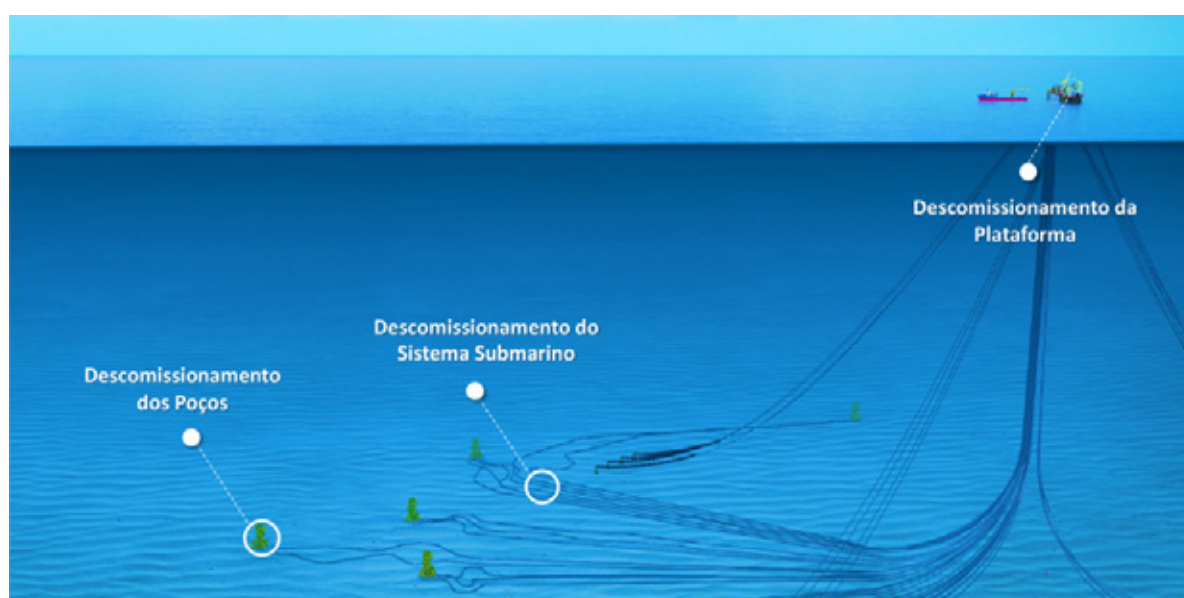 Descomissionamento da
Plataforma
Descomissionamento do
Sistema Submarino
Descomissionamento
dos Poços